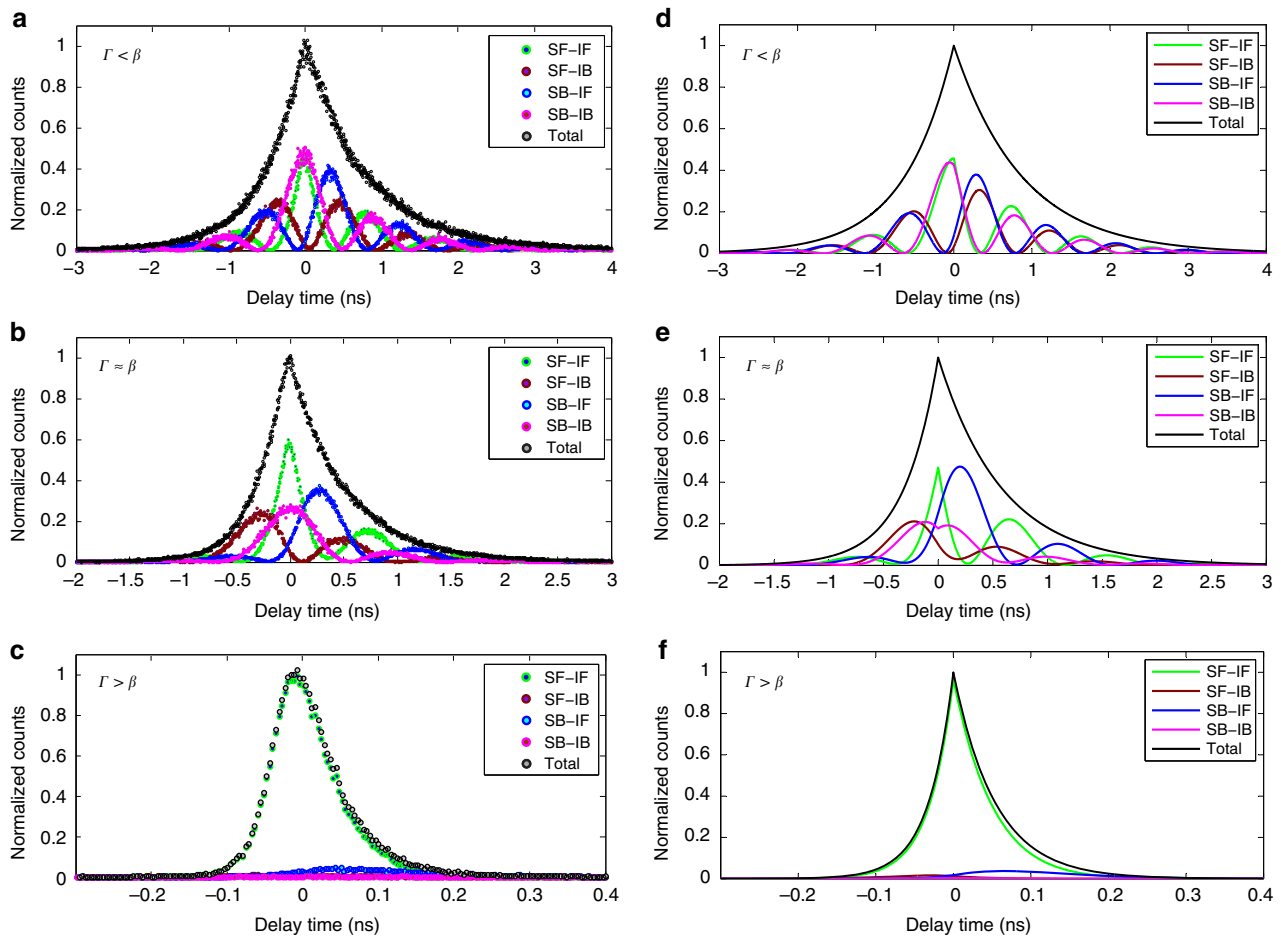 a
Γ < β
Normalized counts
1
0.8
0.6
0.4
0.2
0
−3
−2
−1
0
1
2
3
4
Delay time (ns)
SF−IF
SF−IB
SB−IF
SB−IB
Total
d
Γ < β
Normalized counts
1
0.8
0.6
0.4
0.2
0
−3
−2
−1
0
1
2
3
4
Delay time (ns)
SF−IF
SF−IB
SB−IF
SB−IB
Total
b
Γ ≈ β
Normalized counts
1
0.8
0.6
0.4
0.2
0
−2
−1.5
−1
−0.5
0
0.5
1
1.5
2
2.5
3
Delay time (ns)
SF−IF
SF−IB
SB−IF
SB−IB
Total
e
Γ ≈ β
Normalized counts
1
0.8
0.6
0.4
0.2
0
−2
−1.5
−1
−0.5
0
0.5
1
1.5
2
2.5
3
Delay time (ns)
SF−IF
SF−IB
SB−IF
SB−IB
Total
c
Γ > β
Normalized counts
1
0.8
0.6
0.4
0.2
0
−0.2
−0.1
0
0.1
0.2
0.3
0.4
Delay time (ns)
SF−IF
SF−IB
SB−IF
SB−IB
Total
f
Γ > β
Normalized counts
1
0.8
0.6
0.4
0.2
0
−0.2
−0.1
0
0.1
0.2
0.3
0.4
Delay time (ns)
SF−IF
SF−IB
SB−IF
SB−IB
Total